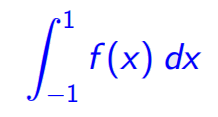 ∫_{-1}^{1} f(x) dx